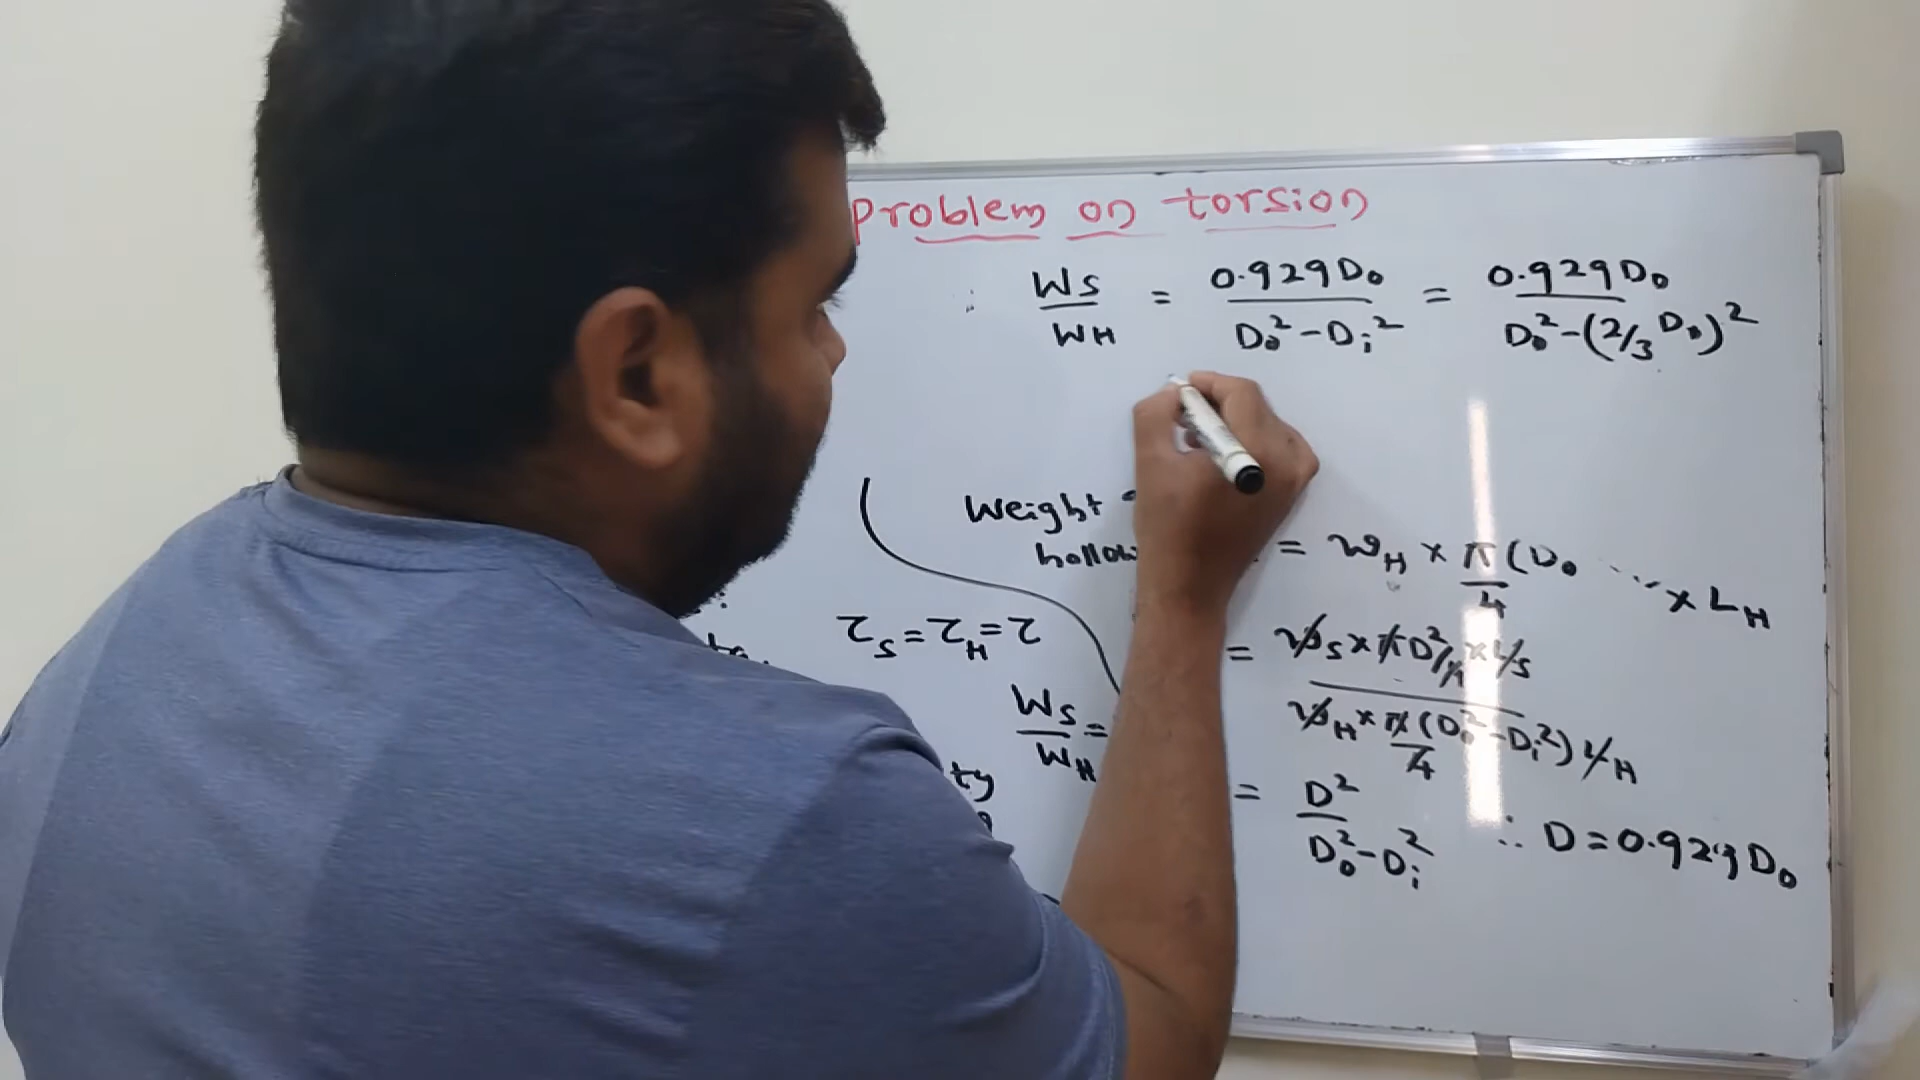 Problem on torsion
∴ WS/WH = 0.929D₀/D₀²-Dᵢ² = 0.929D₀/D₀²-(2/3 D₀)²
Weight
= wH × π/4 (D₀ × LH
τS=τH=τ
= wS×πD²/4×LS
WS/WH =
wH×π/4(D₀²-Dᵢ²)LH
ty
= D²/D₀²-Dᵢ² ∴ D=0.929D₀